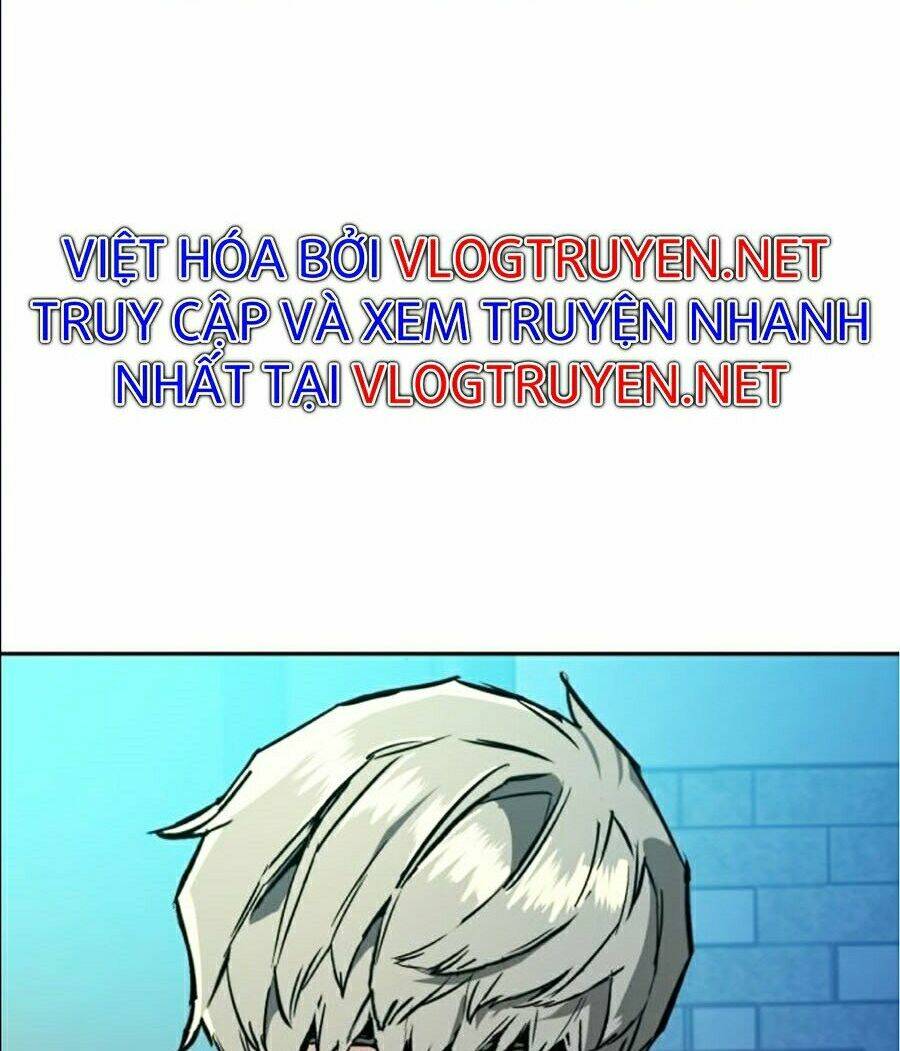 VIỆT HÓA BỞI VLOGTRUYEN.NET
TRUY CẬP VÀ XEM TRUYỆN NHANH
NHẤT TẠI VLOGTRUYEN.NET